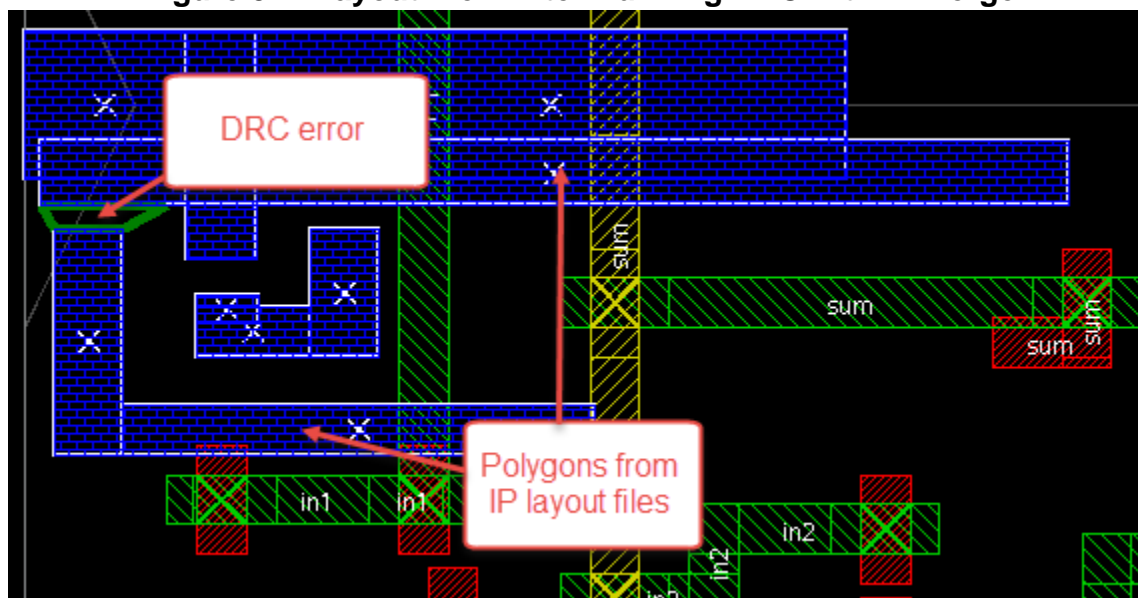 DRC error
sum
sum
sum
sum
Polygons from
IP layout files
in1
in1
in2
in2